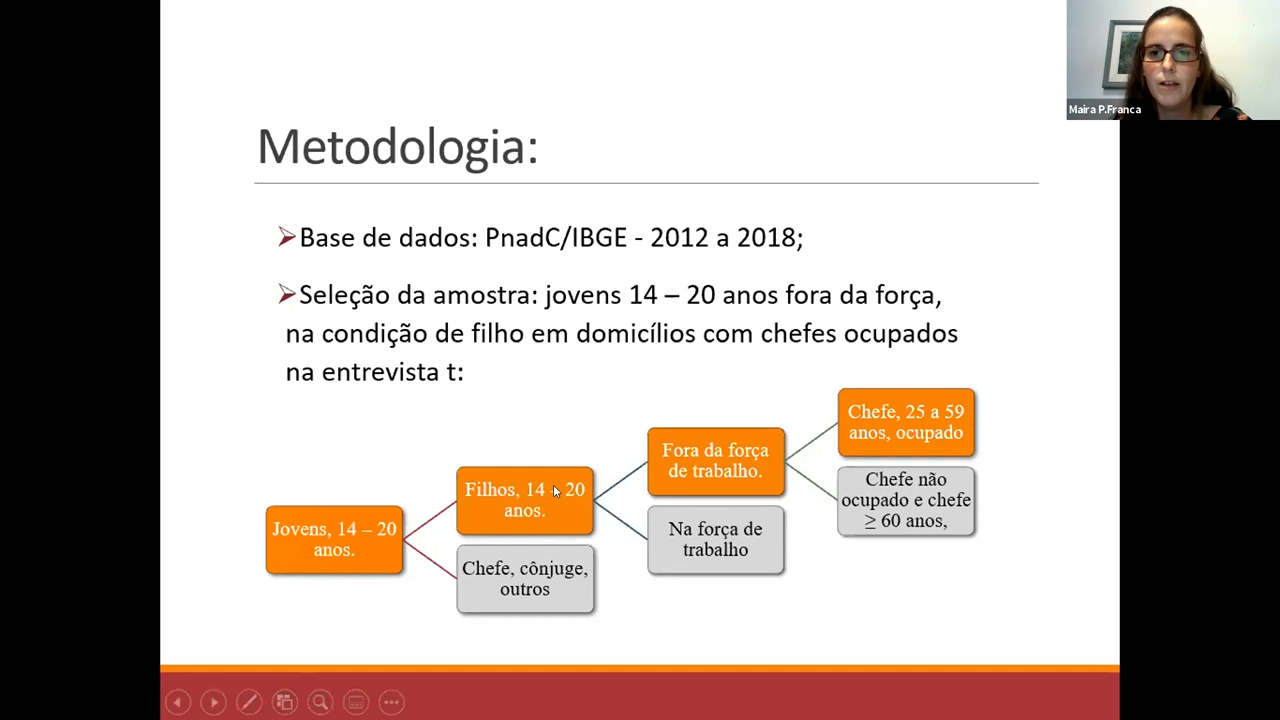 Maira P.Franca
Metodologia:
Base de dados: PnadC/IBGE - 2012 a 2018;
Seleção da amostra: jovens 14 – 20 anos fora da força,
na condição de filho em domicílios com chefes ocupados
na entrevista t:
Jovens, 14 – 20
anos.
Filhos, 14 – 20
anos.
Chefe, cônjuge,
outros
Fora da força
de trabalho.
Na força de
trabalho
Chefe, 25 a 59
anos, ocupado
Chefe não
ocupado e chefe
≥ 60 anos,